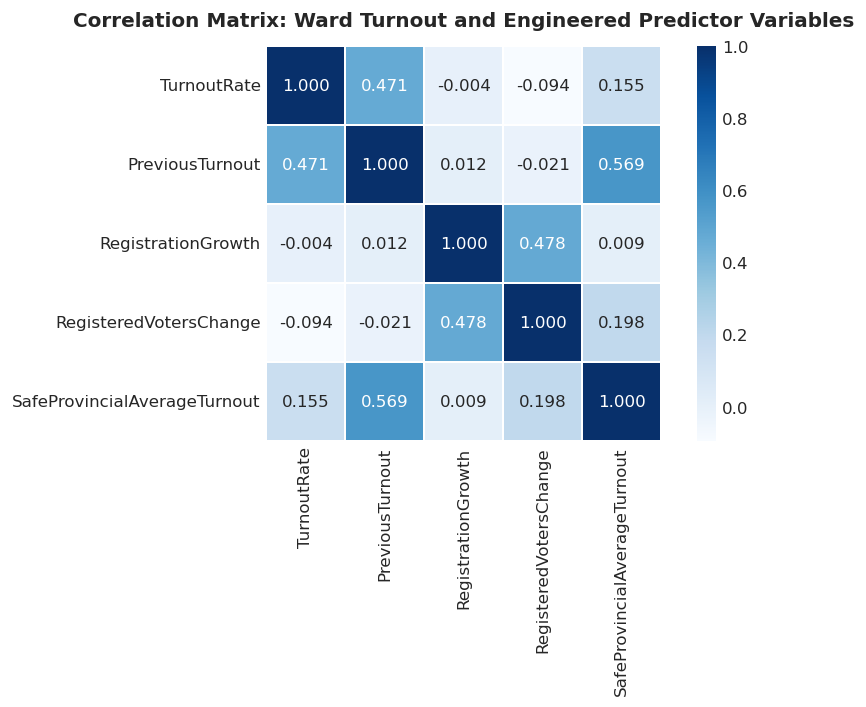 Correlation Matrix: Ward Turnout and Engineered Predictor Variables
TurnoutRate 1.000 0.471 -0.004 -0.094 0.155
PreviousTurnout 0.471 1.000 0.012 -0.021 0.569
RegistrationGrowth -0.004 0.012 1.000 0.478 0.009
RegisteredVotersChange -0.094 -0.021 0.478 1.000 0.198
SafeProvincialAverageTurnout 0.155 0.569 0.009 0.198 1.000
TurnoutRate
PreviousTurnout
RegistrationGrowth
RegisteredVotersChange
SafeProvincialAverageTurnout
1.0
0.8
0.6
0.4
0.2
0.0